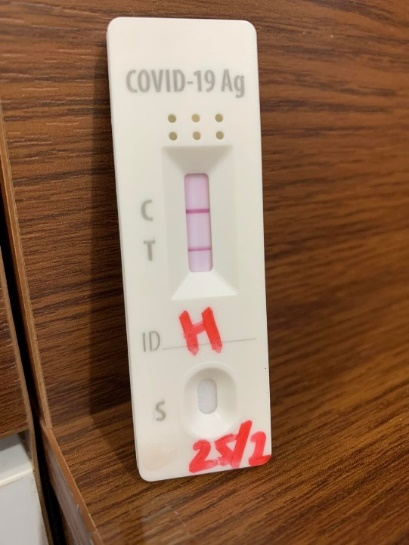 COVID-19 Ag
C
T
ID H
S
25/2